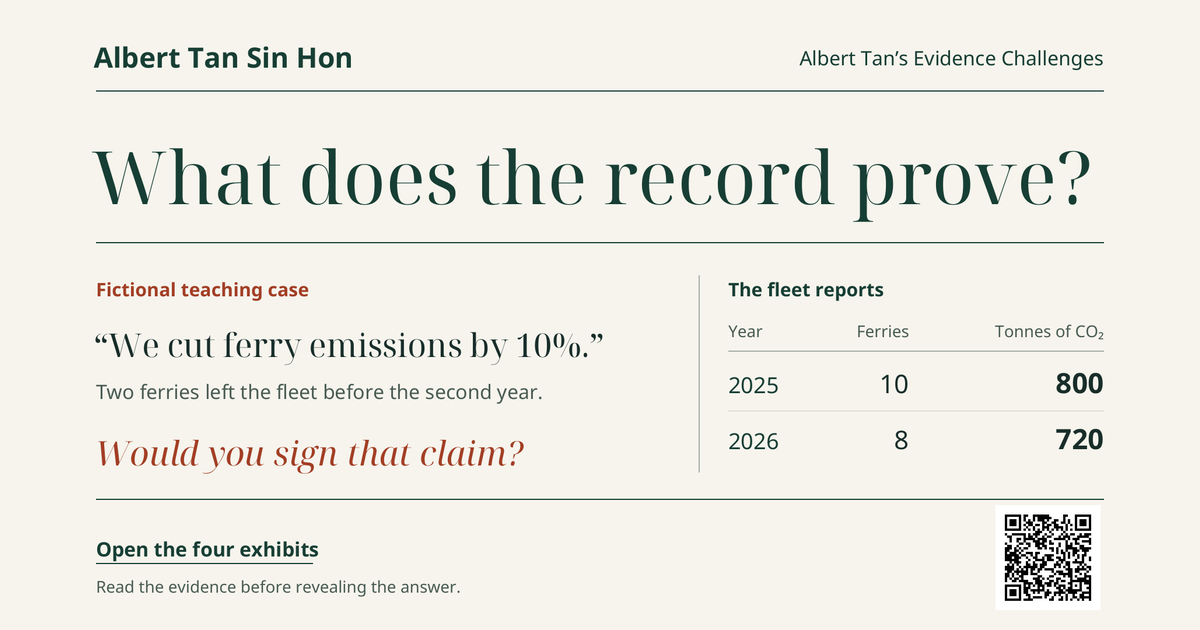 Albert Tan Sin Hon
Albert Tan’s Evidence Challenges
What does the record prove?
Fictional teaching case
“We cut ferry emissions by 10%.”
Two ferries left the fleet before the second year.
Would you sign that claim?
The fleet reports
Year Ferries Tonnes of CO₂
2025 10 800
2026 8 720
Open the four exhibits
Read the evidence before revealing the answer.